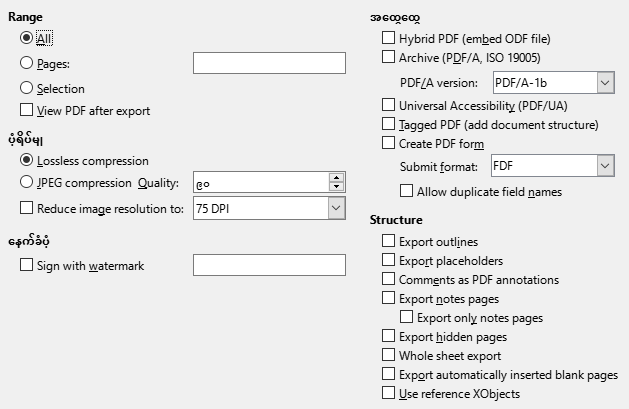 Range
All
Pages:
Selection
View PDF after export
ပုံရိပ်မျှ
Lossless compression
JPEG compression Quality: ၉၀
Reduce image resolution to: 75 DPI
နောက်ခံပုံ
Sign with watermark
အထွေထွေ
Hybrid PDF (embed ODF file)
Archive (PDF/A, ISO 19005)
PDF/A version: PDF/A-1b
Universal Accessibility (PDF/UA)
Tagged PDF (add document structure)
Create PDF form
Submit format: FDF
Allow duplicate field names
Structure
Export outlines
Export placeholders
Comments as PDF annotations
Export notes pages
Export only notes pages
Export hidden pages
Whole sheet export
Export automatically inserted blank pages
Use reference XObjects